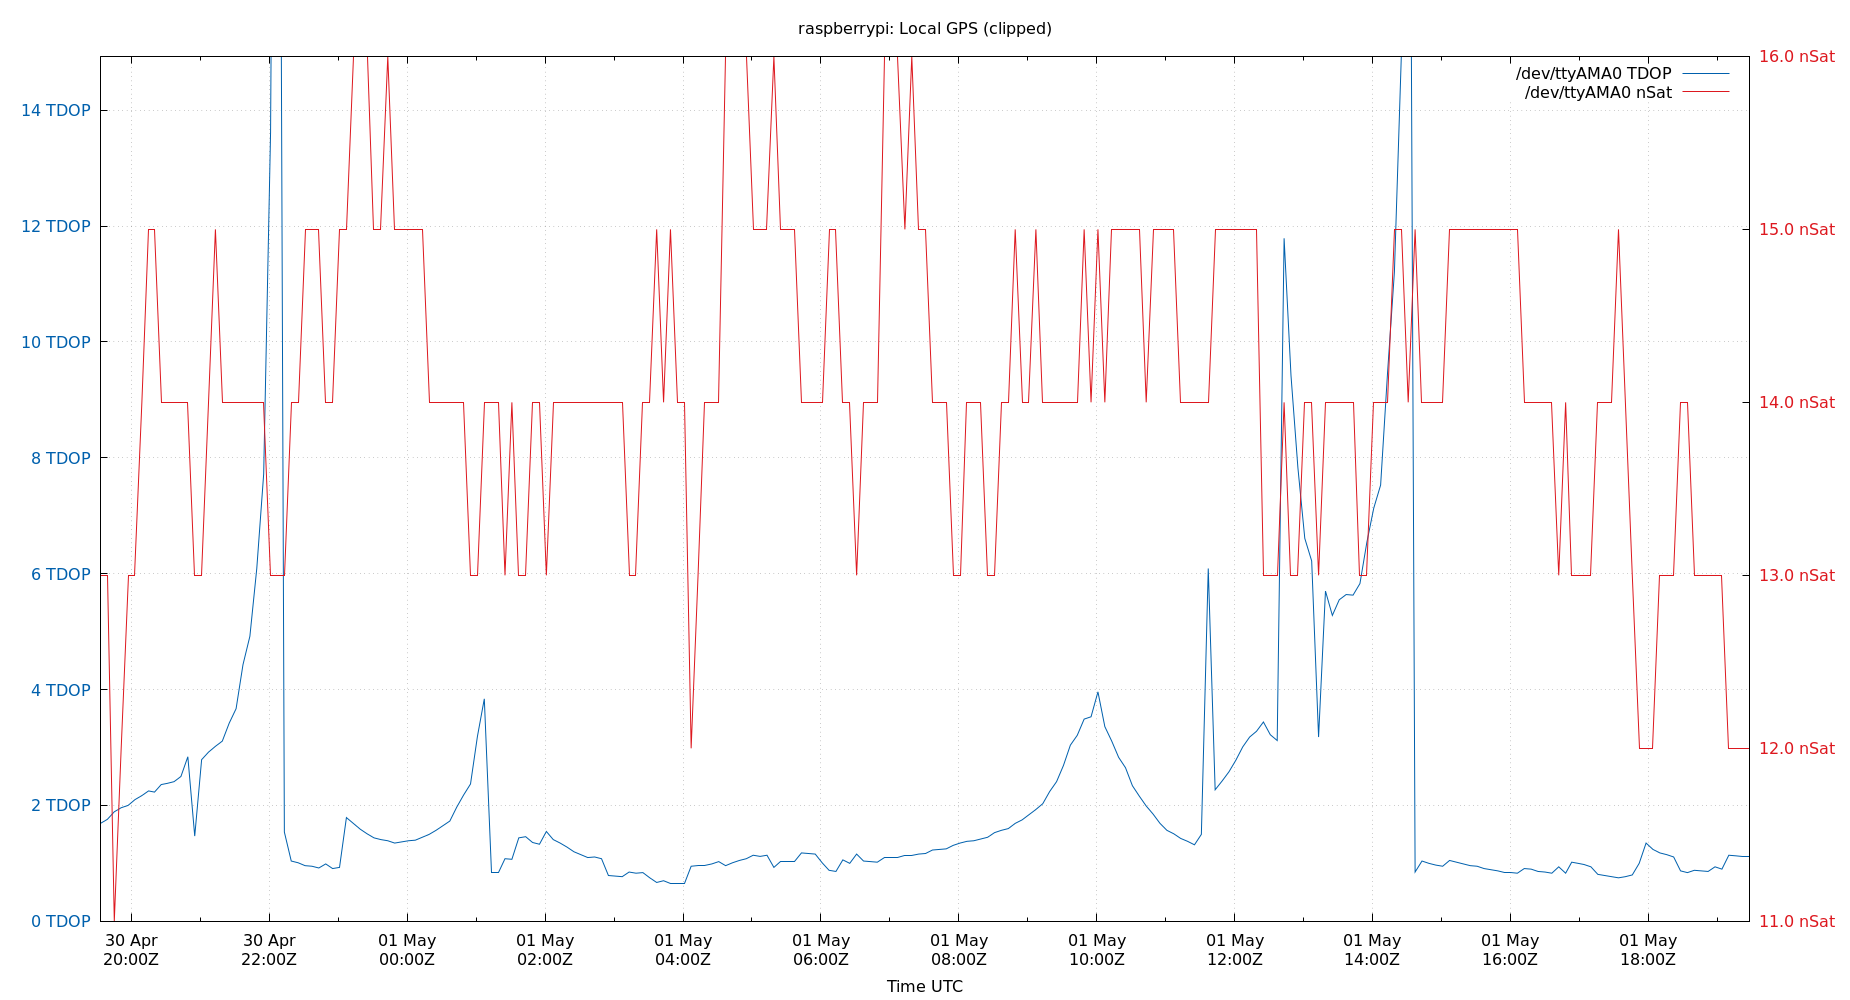 raspberrypi: Local GPS (clipped)
16.0 nSat
/dev/ttyAMA0 TDOP
/dev/ttyAMA0 nSat
14 TDOP
12 TDOP
15.0 nSat
10 TDOP
14.0 nSat
8 TDOP
6 TDOP
13.0 nSat
4 TDOP
12.0 nSat
2 TDOP
0 TDOP
11.0 nSat
30 Apr 30 Apr 01 May 01 May 01 May 01 May 01 May 01 May 01 May 01 May 01 May 01 May
20:00Z 22:00Z 00:00Z 02:00Z 04:00Z 06:00Z 08:00Z 10:00Z 12:00Z 14:00Z 16:00Z 18:00Z
Time UTC